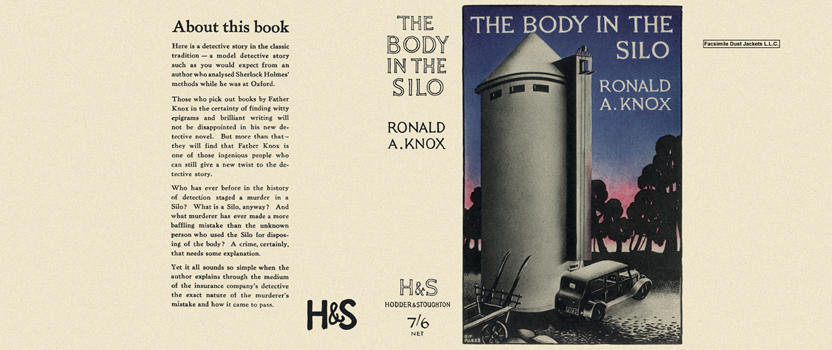 About this book
Here is a detective story in the classic
tradition — a model detective story
such as you would expect from an
author who analysed Sherlock Holmes'
methods while he was at Oxford.
Those who pick out books by Father
Knox in the certainty of finding witty
epigrams and brilliant writing will
not be disappointed in his new de-
tective novel. But more than that—
they will find that Father Knox is
one of those ingenious people who
can still give a new twist to the de-
tective story.
Who has ever before in the history
of detection staged a murder in a
Silo? What is a Silo, anyway? And
what murderer has ever made a more
baffling mistake than the unknown
person who used the Silo for dispos-
ing of the body? A crime, certainly,
that needs some explanation.
Yet it all sounds so simple when the
author explains through the medium
of the insurance company's detective
the exact nature of the murderer's
mistake and how it came to pass.
H&S
THE
BODY
IN THE
SILO
RONALD
A. KNOX
H&S
HODDER & STOUGHTON
7/6
NET
THE BODY IN THE
SILO
RONALD
A. KNOX
Facsimile Dust Jackets L.L.C.